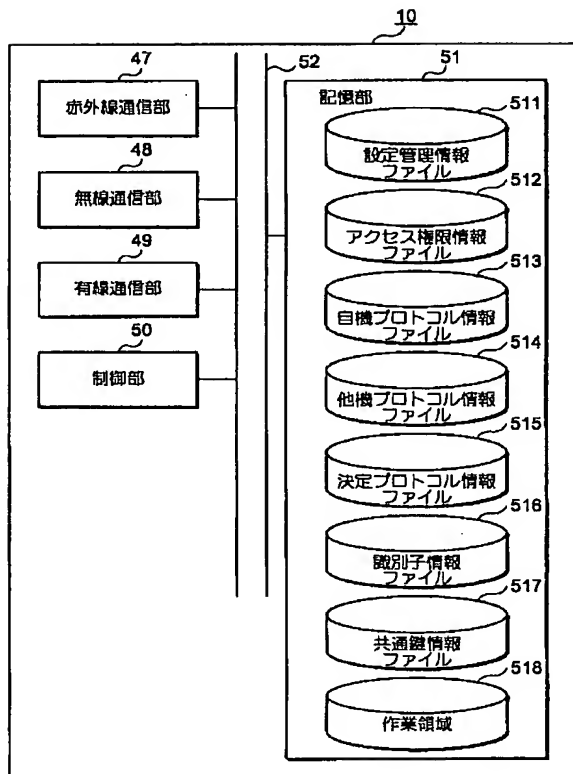 10
47
52
51
赤外線通信部
記憶部
511
設定管理情報
ファイル
48
無線通信部
512
アクセス権限情報
ファイル
49
有線通信部
513
自機プロトコル情報
ファイル
50
制御部
514
他機プロトコル情報
ファイル
515
決定プロトコル情報
ファイル
516
識別子情報
ファイル
517
共通鍵情報
ファイル
518
作業領域